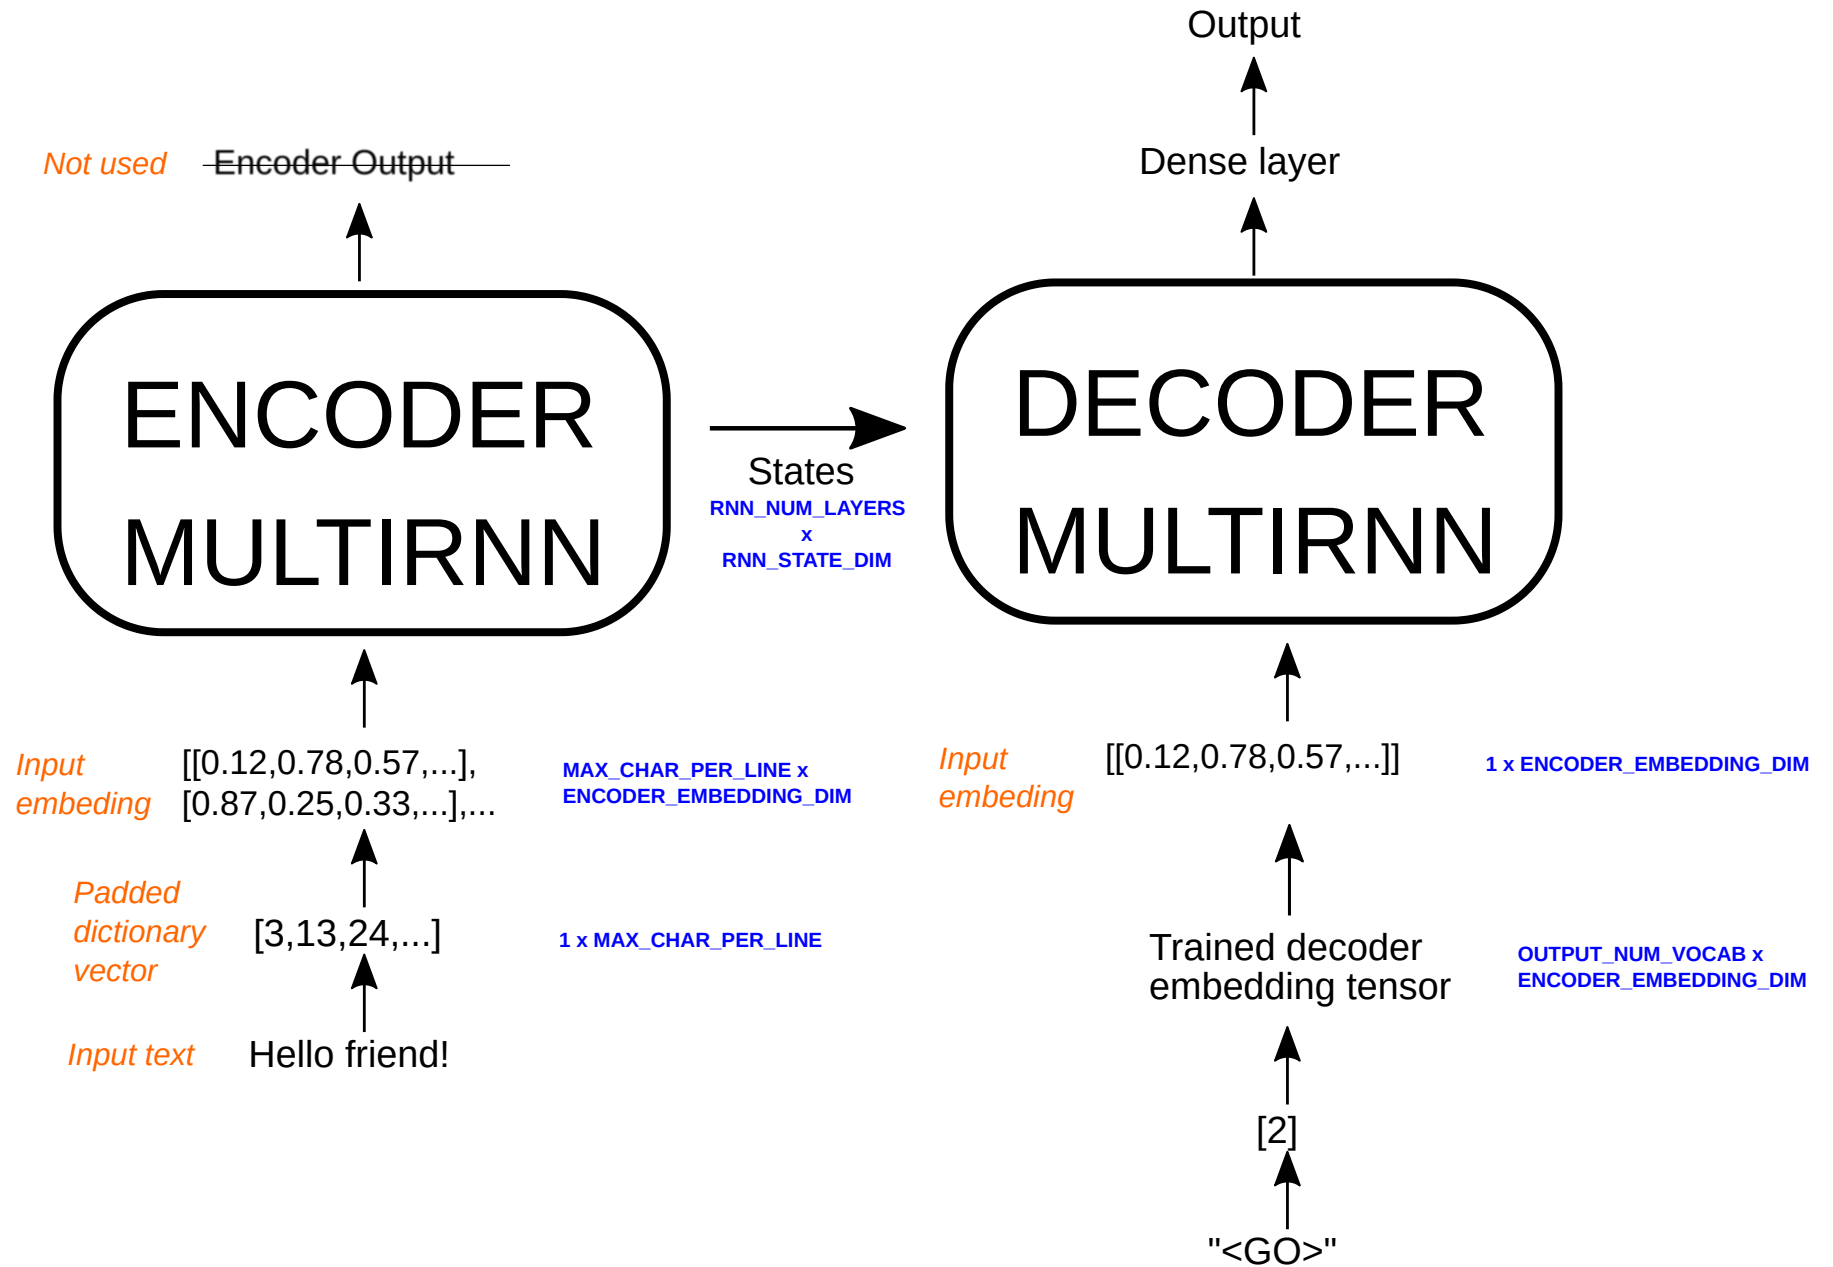 Output
Not used
Encoder Output
Dense layer
ENCODER
MULTIRNN
States
RNN_NUM_LAYERS
x
RNN_STATE_DIM
DECODER
MULTIRNN
Input
embeding
[[0.12,0.78,0.57,...],
[0.87,0.25,0.33,...],...
MAX_CHAR_PER_LINE x
ENCODER_EMBEDDING_DIM
Padded
dictionary
vector
[3,13,24,...]
1 x MAX_CHAR_PER_LINE
Input text
Hello friend!
Input
embeding
[[0.12,0.78,0.57,...]]
1 x ENCODER_EMBEDDING_DIM
Trained decoder
embedding tensor
OUTPUT_NUM_VOCAB x
ENCODER_EMBEDDING_DIM
[2]
"<GO>"